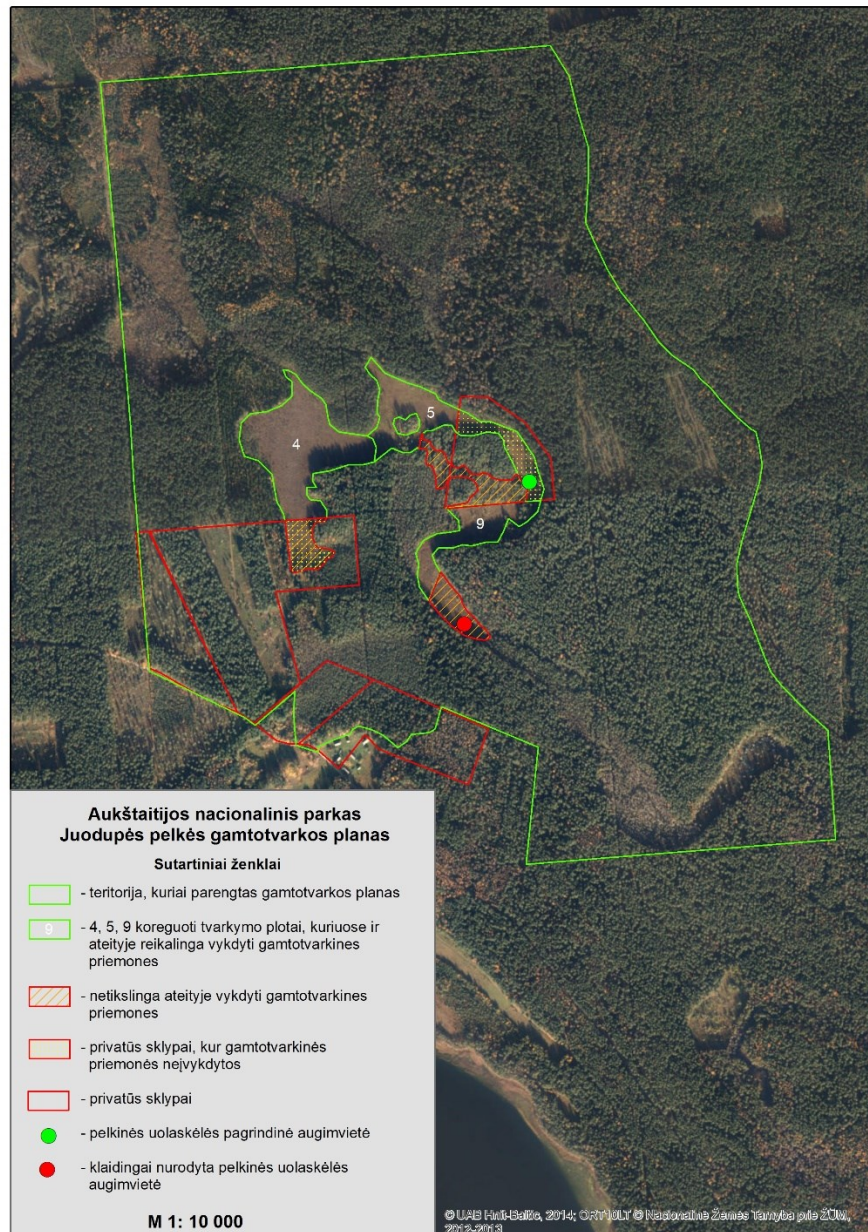 5
4
9
Aukštaitijos nacionalinis parkas
Juodupės pelkės gamtotvarkos planas
Sutartiniai ženklai
- teritorija, kuriai parengtas gamtotvarkos planas
9
- 4, 5, 9 koreguoti tvarkymo plotai, kuriuose ir
ateityje reikalinga vykdyti gamtotvarkines
priemones
- netikslinga ateityje vykdyti gamtotvarkines
priemones
- privatūs sklypai, kur gamtotvarkinės
priemonės neįvykdytos
- privatūs sklypai
- pelkinės uolaskėlės pagrindinė augimvietė
- klaidingai nurodyta pelkinės uolaskėlės
augimvietė
M 1: 10 000
© UAB Hnit-Baltic, 2014; ORT10LT © Nacionalinė Žemės Tarnyba prie ŽŪM,
2012-2013